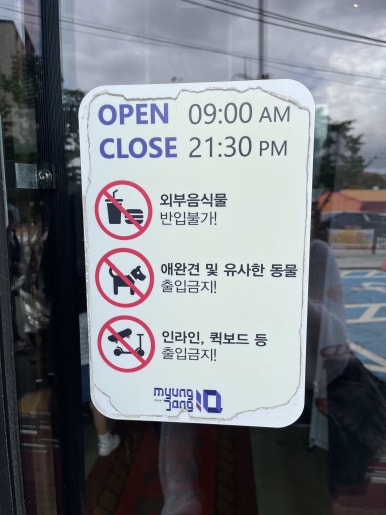 OPEN 09:00 AM
CLOSE 21:30 PM
외부음식물
반입불가!
애완견 및 유사한 동물
출입금지!
인라인, 퀵보드 등
출입금지!
myung
jang